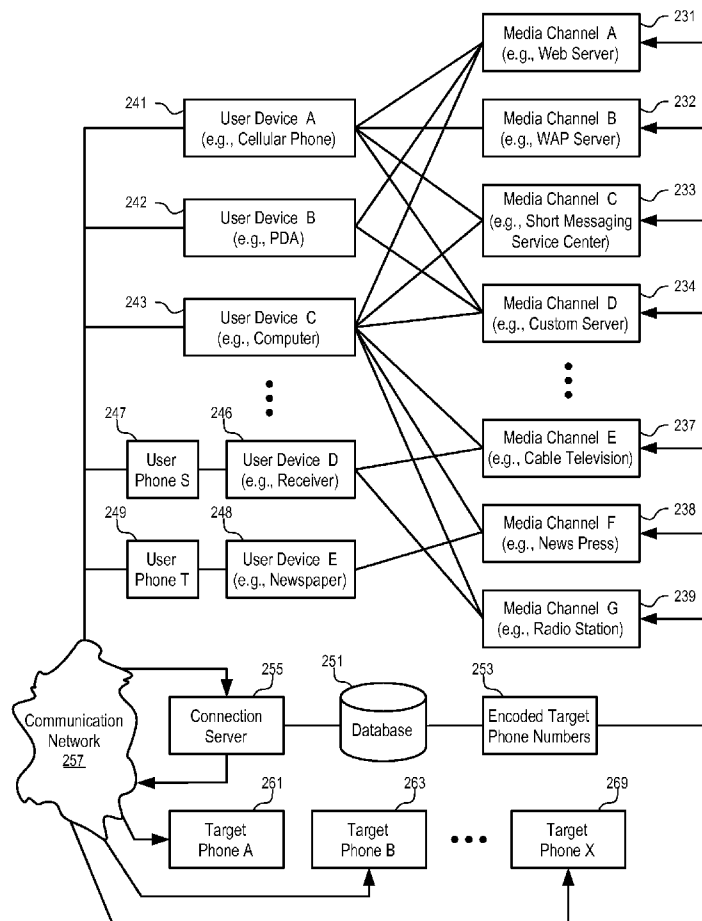 231
Media Channel A
(e.g., Web Server)
241
User Device A
(e.g., Cellular Phone)
232
Media Channel B
(e.g., WAP Server)
242
User Device B
(e.g., PDA)
233
Media Channel C
(e.g., Short Messaging
Service Center)
243
User Device C
(e.g., Computer)
234
Media Channel D
(e.g., Custom Server)
247
User
Phone S
246
User Device D
(e.g., Receiver)
237
Media Channel E
(e.g., Cable Television)
249
User
Phone T
248
User Device E
(e.g., Newspaper)
238
Media Channel F
(e.g., News Press)
239
Media Channel G
(e.g., Radio Station)
Communication
Network
257
255
Connection
Server
251
Database
253
Encoded Target
Phone Numbers
261
Target
Phone A
263
Target
Phone B
269
Target
Phone X